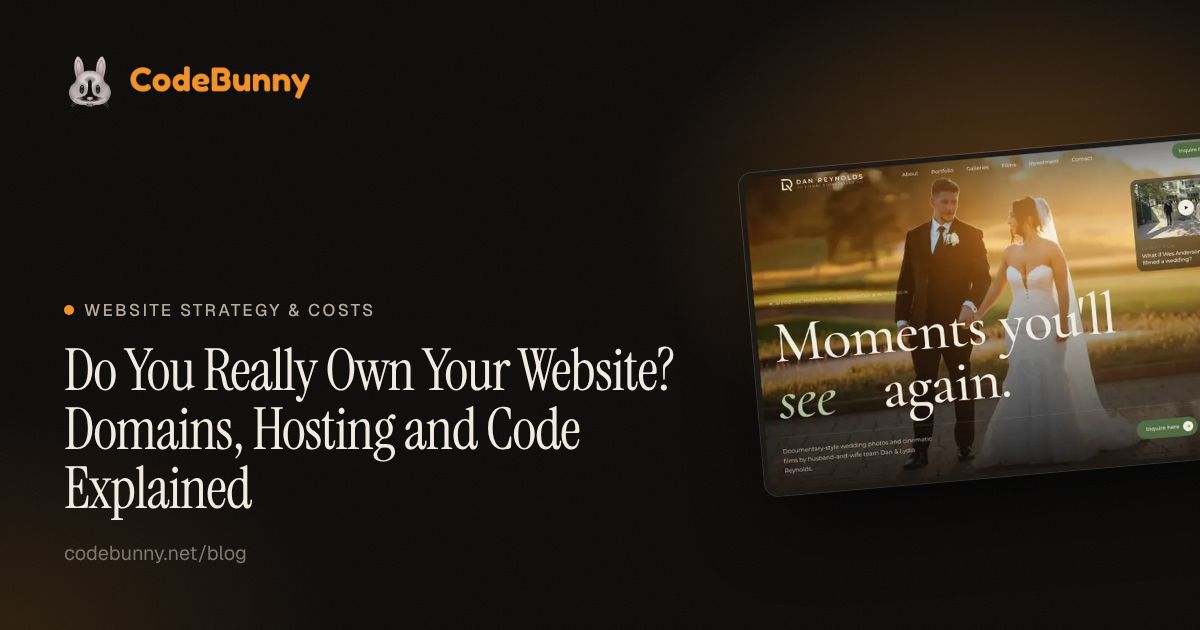 CodeBunny
WEBSITE STRATEGY & COSTS
Do You Really Own Your Website?
Domains, Hosting and Code
Explained
codebunny.net/blog
DAN REYNOLDS
About Portfolio Galleries Films Investment Contact
Inquire
What if Wes Anderson
filmed a wedding?
Moments you'll
see again.
Documentary-style wedding photos and cinematic
films by husband-and-wife team Dan & Lydia
Reynolds.
Inquire here